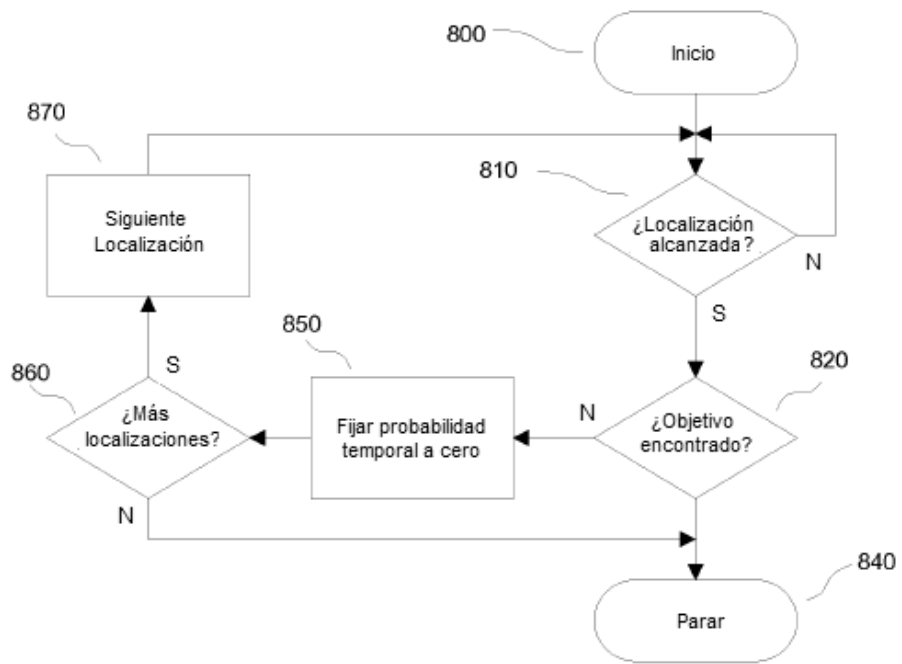 800
Inicio
870
810
Siguiente
Localización
¿Localización
alcanzada?
N
S
850
860
S
820
¿Más
localizaciones?
Fijar probabilidad
temporal a cero
N
¿Objetivo
encontrado?
N
840
Parar